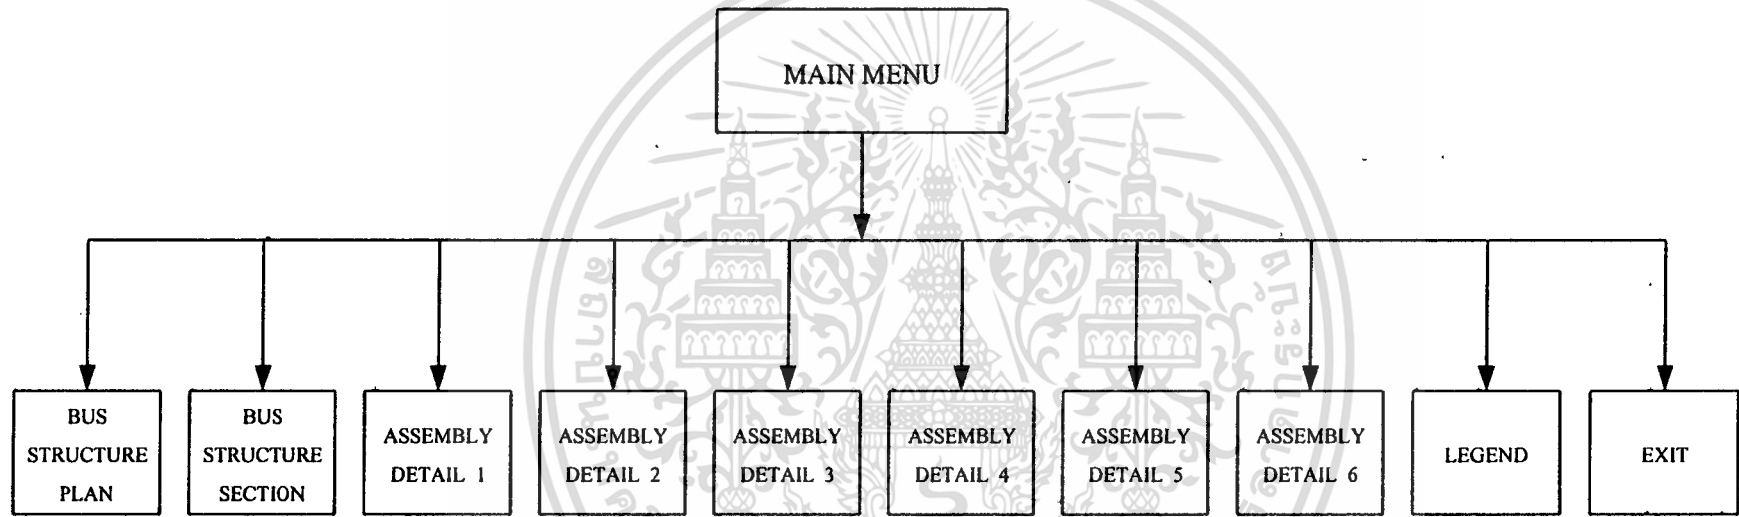 MAIN MENU
BUS
STRUCTURE
PLAN
BUS
STRUCTURE
SECTION
ASSEMBLY
DETAIL 1
ASSEMBLY
DETAIL 2
ASSEMBLY
DETAIL 3
ASSEMBLY
DETAIL 4
ASSEMBLY
DETAIL 5
ASSEMBLY
DETAIL 6
LEGEND
EXIT